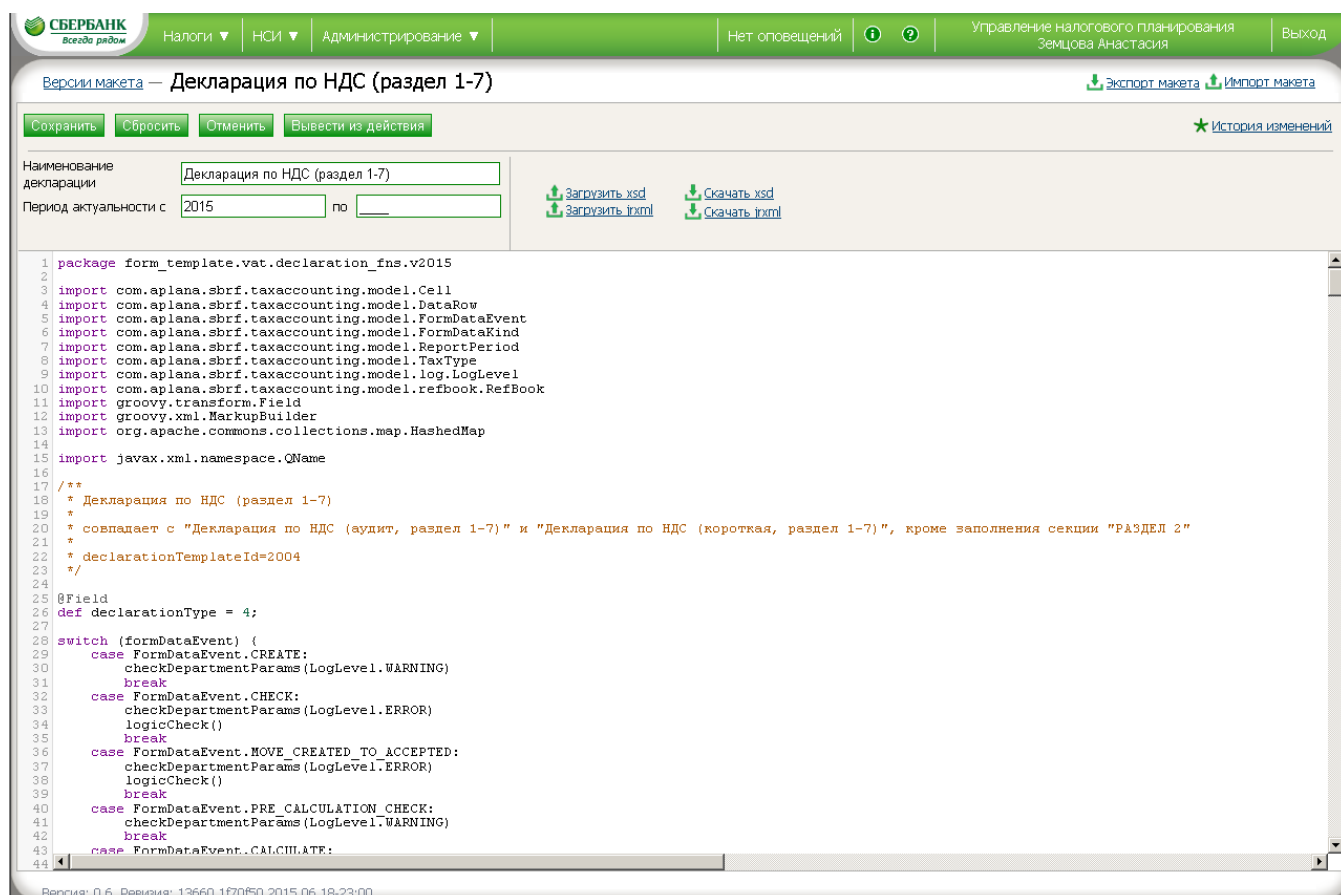 СБЕРБАНК
Всегда рядом
Налоги ▼ НСИ ▼ Администрирование ▼ Нет оповещений Управление налогового планирования
Земцова Анастасия Выход
Версии макета — Декларация по НДС (раздел 1-7) Экспорт макета Импорт макета
Сохранить Сбросить Отменить Вывести из действия История изменений
Наименование
декларации Декларация по НДС (раздел 1-7)
Период актуальности с 2015 по ____
Загрузить xsd Скачать xsd
Загрузить jrxml Скачать jrxml
1 package form_template.vat.declaration_fns.v2015
2
3 import com.aplana.sbrf.taxaccounting.model.Cell
4 import com.aplana.sbrf.taxaccounting.model.DataRow
5 import com.aplana.sbrf.taxaccounting.model.FormDataEvent
6 import com.aplana.sbrf.taxaccounting.model.FormDataKind
7 import com.aplana.sbrf.taxaccounting.model.ReportPeriod
8 import com.aplana.sbrf.taxaccounting.model.TaxType
9 import com.aplana.sbrf.taxaccounting.model.log.LogLevel
10 import com.aplana.sbrf.taxaccounting.model.refbook.RefBook
11 import groovy.transform.Field
12 import groovy.xml.MarkupBuilder
13 import org.apache.commons.collections.map.HashedMap
14
15 import javax.xml.namespace.QName
16
17 /**
18 * Декларация по НДС (раздел 1-7)
19 *
20 * совпадает с "Декларация по НДС (аудит, раздел 1-7)" и "Декларация по НДС (короткая, раздел 1-7)", кроме заполнения секции "РАЗДЕЛ 2"
21 *
22 * declarationTemplateId=2004
23 */
24
25 @Field
26 def declarationType = 4;
27
28 switch (formDataEvent) {
29 case FormDataEvent.CREATE:
30 checkDepartmentParams(LogLevel.WARNING)
31 break
32 case FormDataEvent.CHECK:
33 checkDepartmentParams(LogLevel.ERROR)
34 logicCheck()
35 break
36 case FormDataEvent.MOVE_CREATED_TO_ACCEPTED:
37 checkDepartmentParams(LogLevel.ERROR)
38 logicCheck()
39 break
40 case FormDataEvent.PRE_CALCULATION_CHECK:
41 checkDepartmentParams(LogLevel.WARNING)
42 break
43 case FormDataEvent.CALCULATE:
44
Версия: 0.6, Ревизия: 13660.1f70f50.2015.06.18-23:00